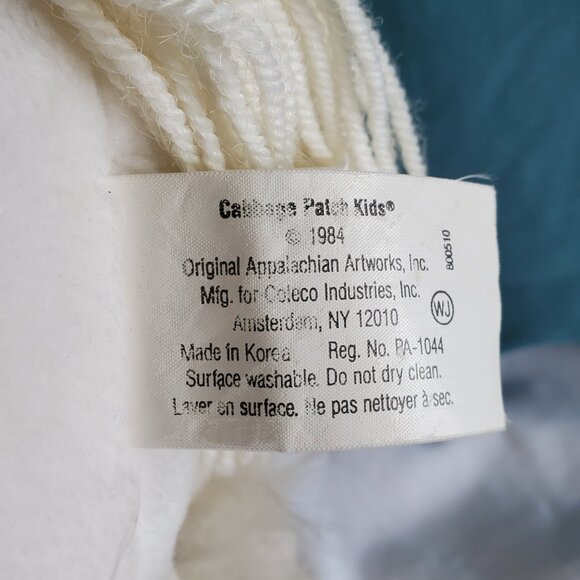 Cabbage Patch Kids®
© 1984
Original Appalachian Artworks, Inc.
Mfg. for Coleco Industries, Inc.
Amsterdam, NY 12010
Made in Korea Reg. No. PA-1044
Surface washable. Do not dry clean.
Laver en surface. Ne pas nettoyer à sec.
800510
WJ